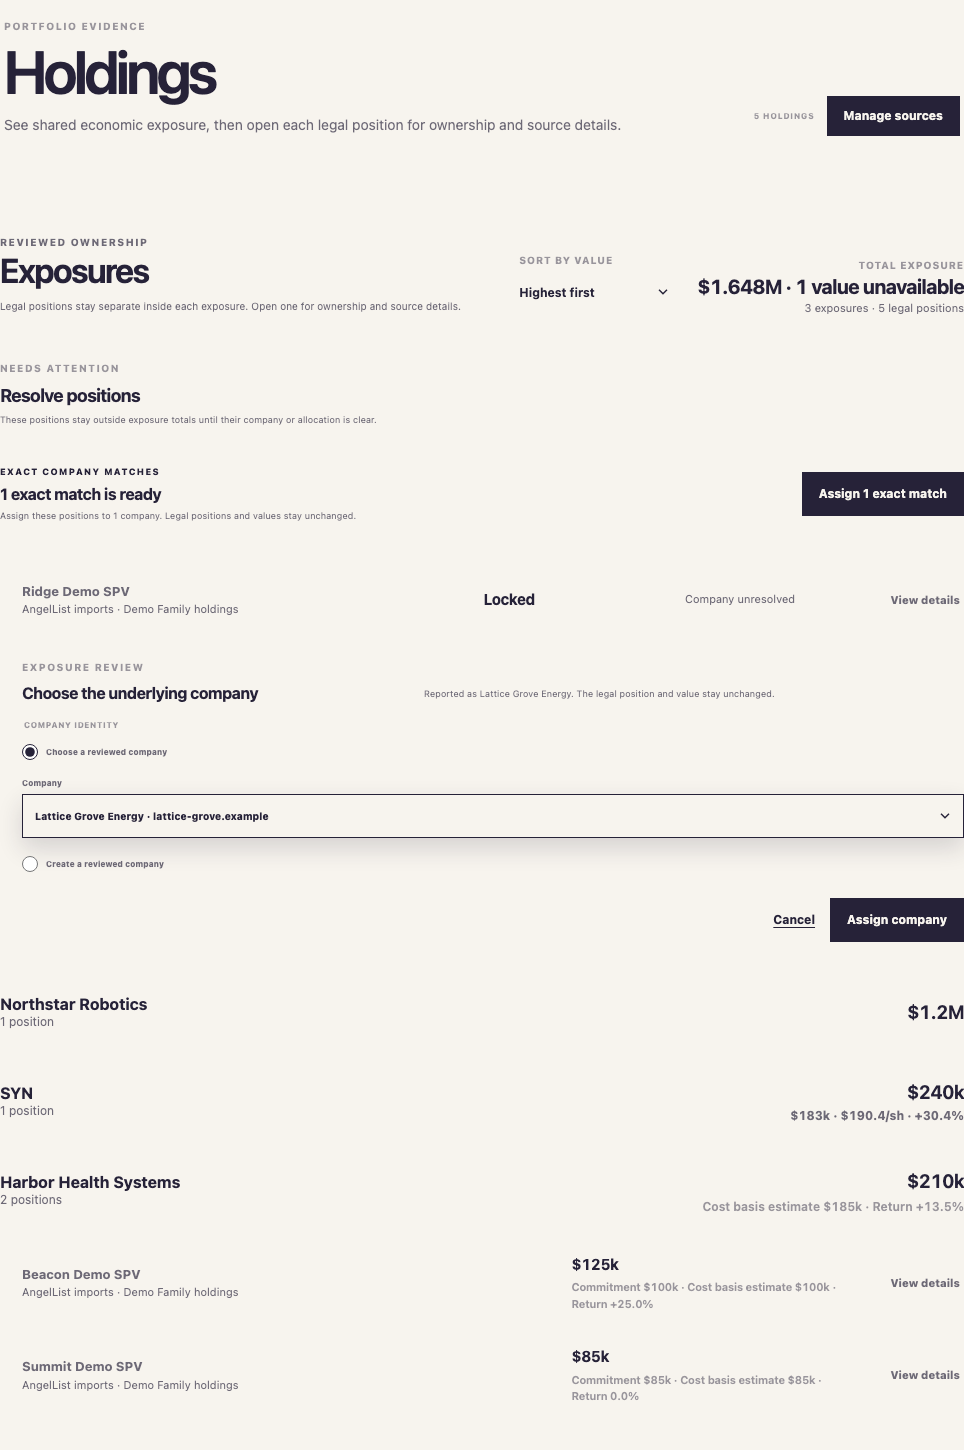 PORTFOLIO EVIDENCE
Holdings
See shared economic exposure, then open each legal position for ownership and source details.
5 HOLDINGS
Manage sources
REVIEWED OWNERSHIP
Exposures
Legal positions stay separate inside each exposure. Open one for ownership and source details.
SORT BY VALUE
Highest first
TOTAL EXPOSURE
$1.648M · 1 value unavailable
3 exposures · 5 legal positions
NEEDS ATTENTION
Resolve positions
These positions stay outside exposure totals until their company or allocation is clear.
EXACT COMPANY MATCHES
1 exact match is ready
Assign these positions to 1 company. Legal positions and values stay unchanged.
Assign 1 exact match
Ridge Demo SPV
AngelList imports · Demo Family holdings
Locked
Company unresolved
View details
EXPOSURE REVIEW
Choose the underlying company
Reported as Lattice Grove Energy. The legal position and value stay unchanged.
COMPANY IDENTITY
Choose a reviewed company
Company
Lattice Grove Energy · lattice-grove.example
Create a reviewed company
Cancel
Assign company
Northstar Robotics
1 position
$1.2M
SYN
1 position
$240k
$183k · $190.4/sh · +30.4%
Harbor Health Systems
2 positions
$210k
Cost basis estimate $185k · Return +13.5%
Beacon Demo SPV
AngelList imports · Demo Family holdings
$125k
Commitment $100k · Cost basis estimate $100k ·
Return +25.0%
View details
Summit Demo SPV
AngelList imports · Demo Family holdings
$85k
Commitment $85k · Cost basis estimate $85k ·
Return 0.0%
View details